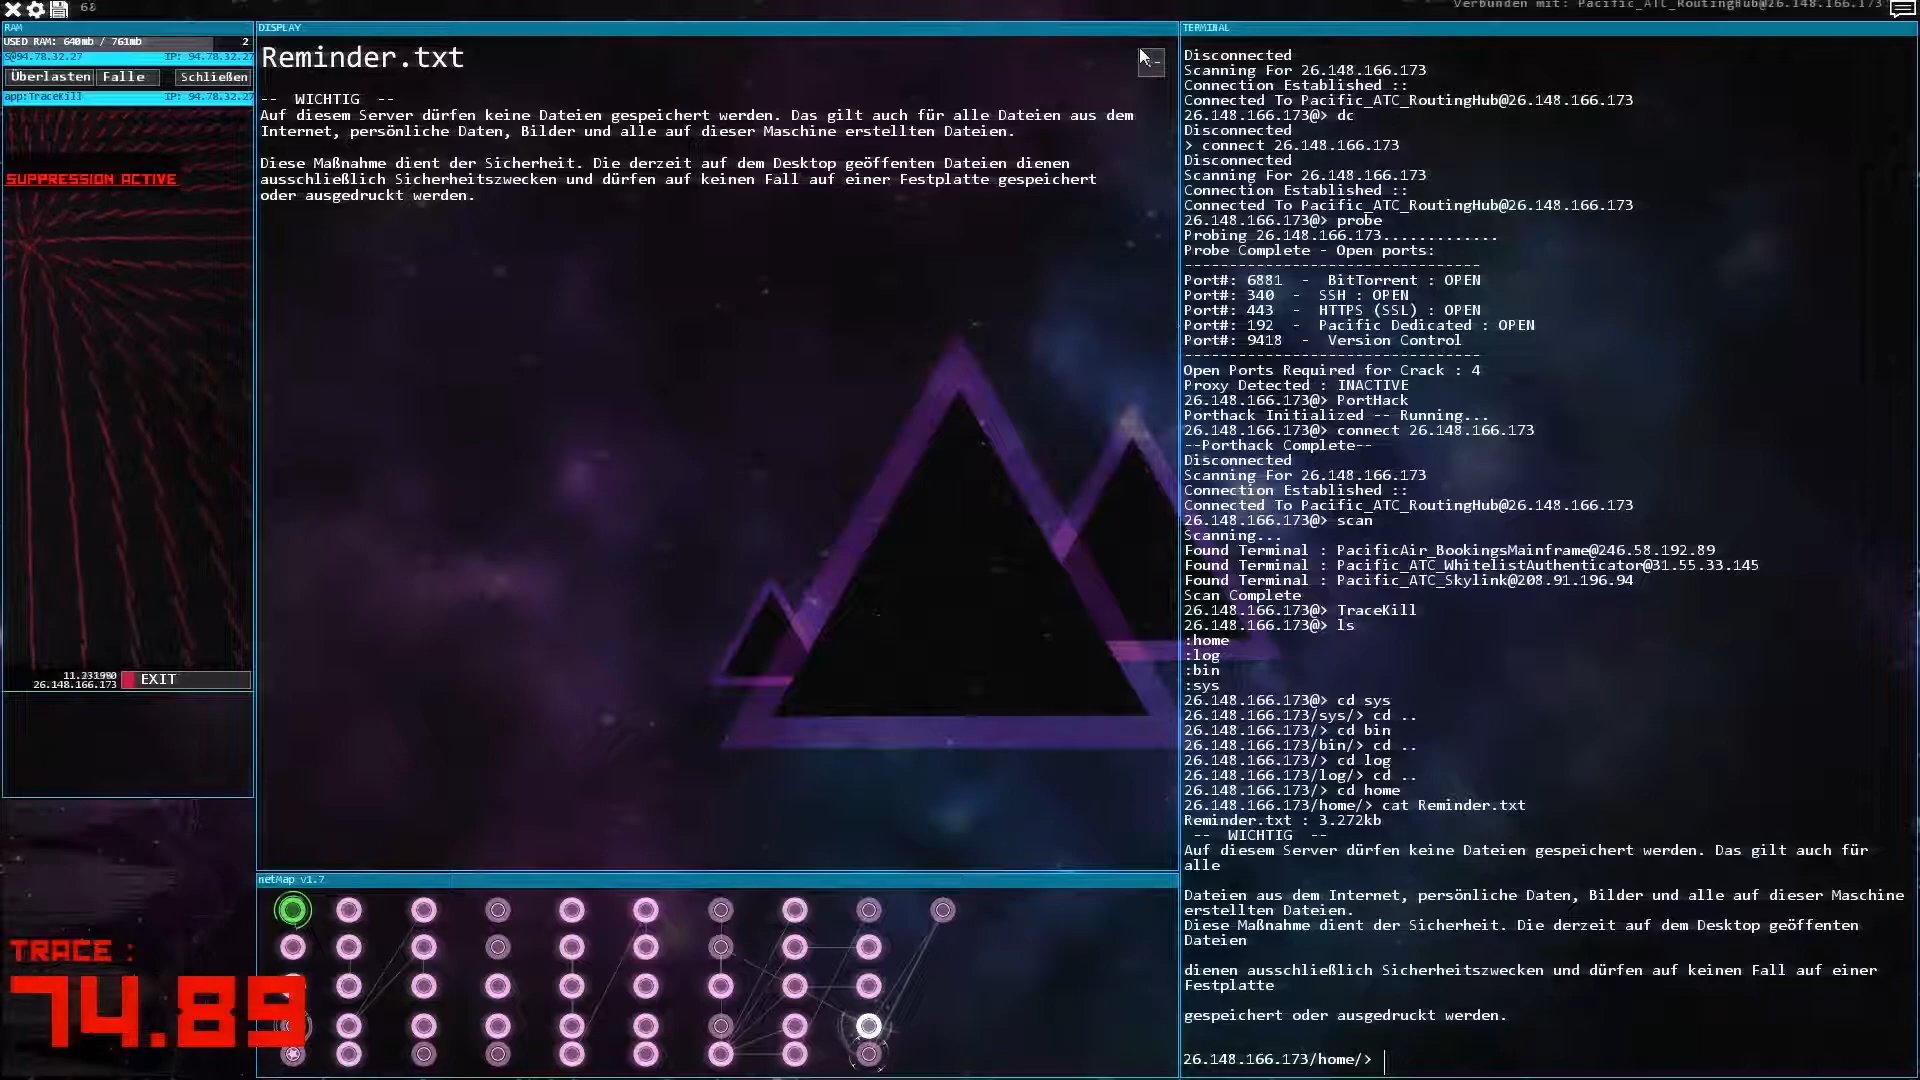 68
Verbunden mit: Pacific_ATC_RoutingHub@26.148.166.173
RAM
USED RAM: 640mb / 761mb 2
S@94.78.32.27 IP: 94.78.32.27
Überlasten Falle Schließen
app:TraceKill IP: 94.78.32.27
SUPPRESSION ACTIVE
11.231990
26.148.166.173 EXIT
TRACE :
74.89
DISPLAY
Reminder.txt
-
-- WICHTIG --
Auf diesem Server dürfen keine Dateien gespeichert werden. Das gilt auch für alle Dateien aus dem
Internet, persönliche Daten, Bilder und alle auf dieser Maschine erstellten Dateien.
Diese Maßnahme dient der Sicherheit. Die derzeit auf dem Desktop geöffenten Dateien dienen
ausschließlich Sicherheitszwecken und dürfen auf keinen Fall auf einer Festplatte gespeichert
oder ausgedruckt werden.
netMap v1.7
TERMINAL
Disconnected
Scanning For 26.148.166.173
Connection Established ::
Connected To Pacific_ATC_RoutingHub@26.148.166.173
26.148.166.173@> dc
Disconnected
> connect 26.148.166.173
Disconnected
Scanning For 26.148.166.173
Connection Established ::
Connected To Pacific_ATC_RoutingHub@26.148.166.173
26.148.166.173@> probe
Probing 26.148.166.173.............
Probe Complete - Open ports:
---------------------------------
Port#: 6881 - BitTorrent : OPEN
Port#: 340 - SSH : OPEN
Port#: 443 - HTTPS (SSL) : OPEN
Port#: 192 - Pacific Dedicated : OPEN
Port#: 9418 - Version Control
---------------------------------
Open Ports Required for Crack : 4
Proxy Detected : INACTIVE
26.148.166.173@> PortHack
Porthack Initialized -- Running...
26.148.166.173@> connect 26.148.166.173
--Porthack Complete--
Disconnected
Scanning For 26.148.166.173
Connection Established ::
Connected To Pacific_ATC_RoutingHub@26.148.166.173
26.148.166.173@> scan
Scanning...
Found Terminal : PacificAir_BookingsMainframe@246.58.192.89
Found Terminal : Pacific_ATC_WhitelistAuthenticator@31.55.33.145
Found Terminal : Pacific_ATC_Skylink@208.91.196.94
Scan Complete
26.148.166.173@> TraceKill
26.148.166.173@> ls
:home
:log
:bin
:sys
26.148.166.173@> cd sys
26.148.166.173/sys/> cd ..
26.148.166.173/> cd bin
26.148.166.173/bin/> cd ..
26.148.166.173/> cd log
26.148.166.173/log/> cd ..
26.148.166.173/> cd home
26.148.166.173/home/> cat Reminder.txt
Reminder.txt : 3.272kb
-- WICHTIG --
Auf diesem Server dürfen keine Dateien gespeichert werden. Das gilt auch für
alle
Dateien aus dem Internet, persönliche Daten, Bilder und alle auf dieser Maschine
erstellten Dateien.
Diese Maßnahme dient der Sicherheit. Die derzeit auf dem Desktop geöffenten
Dateien
dienen ausschließlich Sicherheitszwecken und dürfen auf keinen Fall auf einer
Festplatte
gespeichert oder ausgedruckt werden.
26.148.166.173/home/>